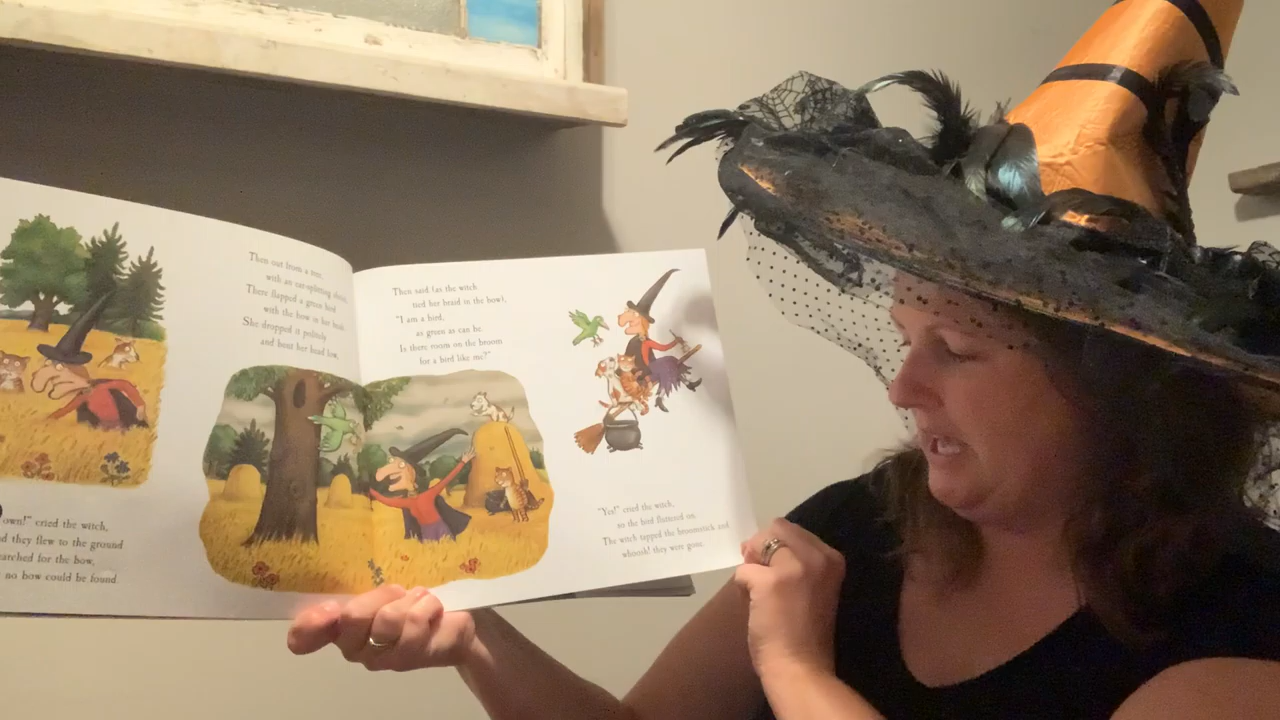 own!" cried the witch,
d they flew to the ground
earched for the bow,
no bow could be found
Then out from a tree,
with an ear-splitting shriek,
There flapped a green bird
with the bow in her beak.
She dropped it politely
and bent her head low,
Then said (as the witch
tied her braid in the bow),
"I am a bird,
as green as can be.
Is there room on the broom
for a bird like me?"
"Yes!" cried the witch,
so the bird fluttered on.
The witch tapped the broomstick and
whoosh! they were gone.